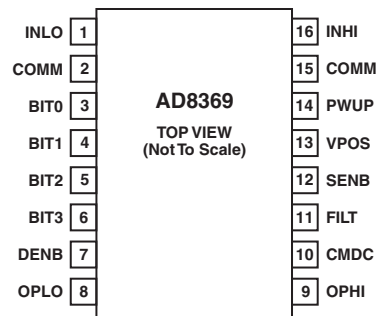 INLO 1
COMM 2
BIT0 3
BIT1 4
BIT2 5
BIT3 6
DENB 7
OPLO 8
AD8369
TOP VIEW
(Not To Scale)
16 INHI
15 COMM
14 PWUP
13 VPOS
12 SENB
11 FILT
10 CMDC
9 OPHI